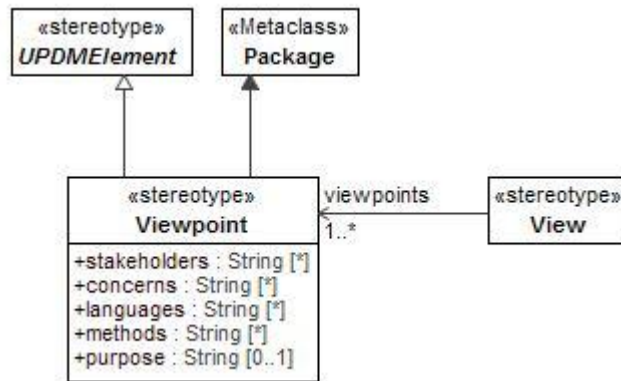 «stereotype»
UPDMElement
«Metaclass»
Package
«stereotype»
Viewpoint
+stakeholders : String [*]
+concerns : String [*]
+languages : String [*]
+methods : String [*]
+purpose : String [0..1]
viewpoints
1..*
«stereotype»
View